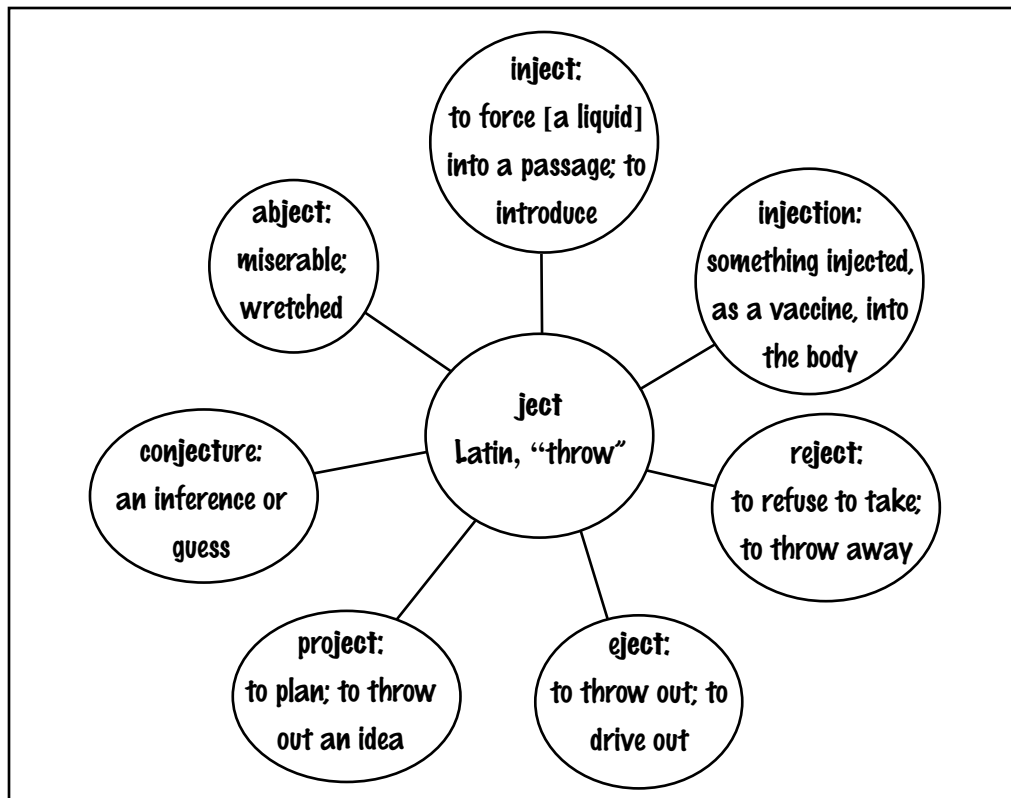 inject:
to force [a liquid]
into a passage; to
introduce
injection:
something injected,
as a vaccine, into
the body
abject:
miserable;
wretched
ject
Latin, “throw”
conjecture:
an inference or
guess
reject:
to refuse to take;
to throw away
project:
to plan; to throw
out an idea
eject:
to throw out; to
drive out